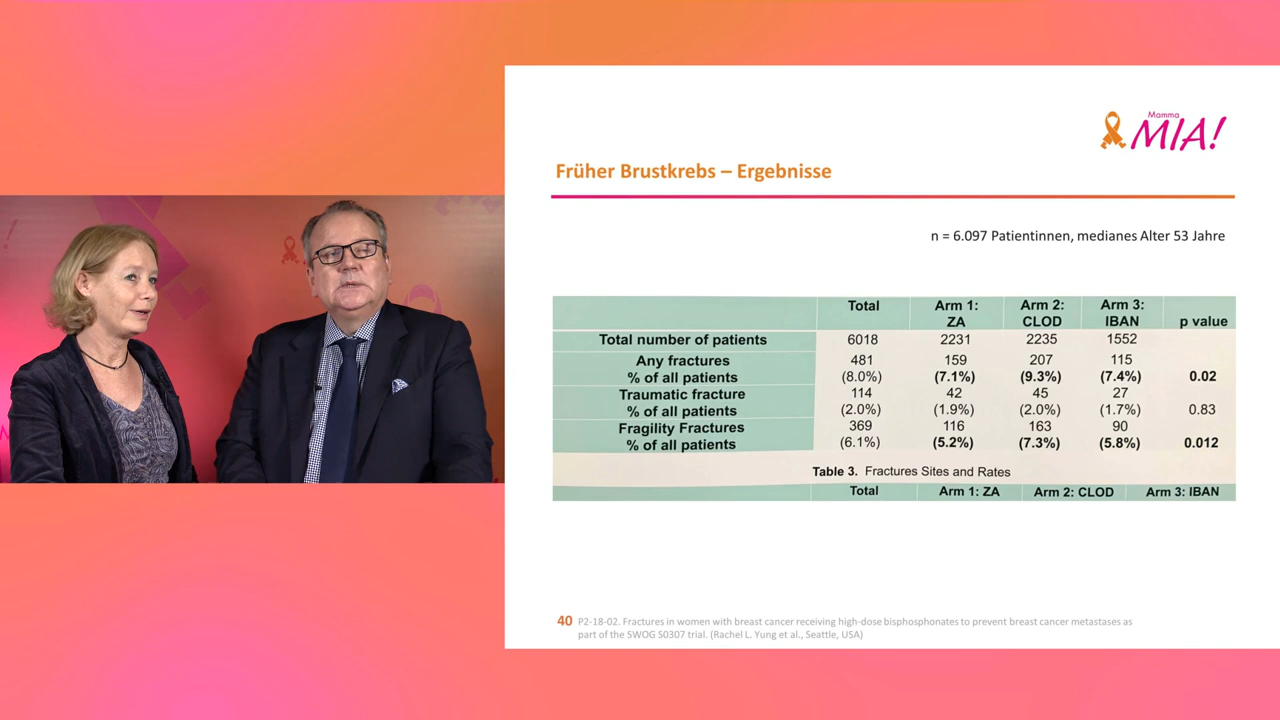 Mamma
MIA!
Früher Brustkrebs – Ergebnisse
n = 6.097 Patientinnen, medianes Alter 53 Jahre
Total Arm 1: ZA Arm 2: CLOD Arm 3: IBAN p value
Total number of patients 6018 2231 2235 1552
Any fractures 481 159 207 115
% of all patients (8.0%) (7.1%) (9.3%) (7.4%) 0.02
Traumatic fracture 114 42 45 27
% of all patients (2.0%) (1.9%) (2.0%) (1.7%) 0.83
Fragility Fractures 369 116 163 90
% of all patients (6.1%) (5.2%) (7.3%) (5.8%) 0.012
Table 3. Fractures Sites and Rates
Total Arm 1: ZA Arm 2: CLOD Arm 3: IBAN
40 P2-18-02. Fractures in women with breast cancer receiving high-dose bisphosphonates to prevent breast cancer metastases as
part of the SWOG S0307 trial. (Rachel L. Yung et al., Seattle, USA)